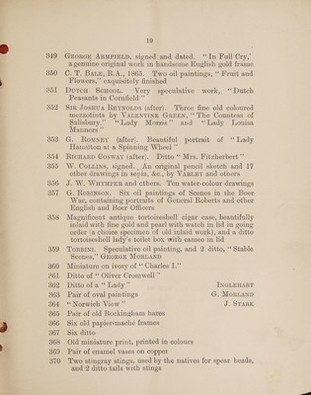 19
349 GEORGE ARMFIELD, signed and dated. "In Full Cry,'
a genuine original work in handsome English gold frame
350 C. T. BALE, R.A., 1865. Two oil paintings, "Fruit and
Flowers," exquisitely finished
351 DUTCH SCHOOL. Very speculative work, "Dutch
Peasants in Cornfield"
352 SIR JOSHUA REYNOLDS (after). Three fine old coloured
mezzotints by VALENTINE GREEN, "The Countess of
Salisbury," "Lady Morris" and "Lady Louisa
Manners"
353 G. ROMNEY (after). Beautiful portrait of "Lady
Hamilton at a Spinning Wheel"
354 RICHARD COSWAY (after). Ditto "Mrs. Fitzherbert"
355 W. COLLINS, signed. An original pencil sketch and 17
other drawings in sepia, &c., by VARLEY and others
356 J. W. WHYMPER and others. Ten water-colour drawings
357 G. ROBINSON. Six oil paintings of Scenes in the Boer
War, containing portraits of General Roberts and other
English and Boer Officers
358 Magnificent antique tortoiseshell cigar case, beautifully
inlaid with fine gold and pearl with watch in lid in going
order (a choice specimen of old inlaid work), and a ditto
tortoiseshell lady's toilet box with cameo in lid
359 TORRINI. Speculative oil painting, and 2 ditto, "Stable
Scenes," GEORGE MORLAND
360 Miniature on ivory of "Charles I."
361 Ditto of "Oliver Cromwell"
362 Ditto of a "Lady" INGLEHART
363 Pair of oval paintings G. MORLAND
364 "Norwich View" J. STARK
365 Pair of old Rockingham hares
366 Six old papier-maché frames
367 Six ditto
368 Old miniature print, printed in colours
369 Pair of enamel vases on copper
370 Two stingray stings, used by the natives for spear heads,
and 2 ditto tails with stings